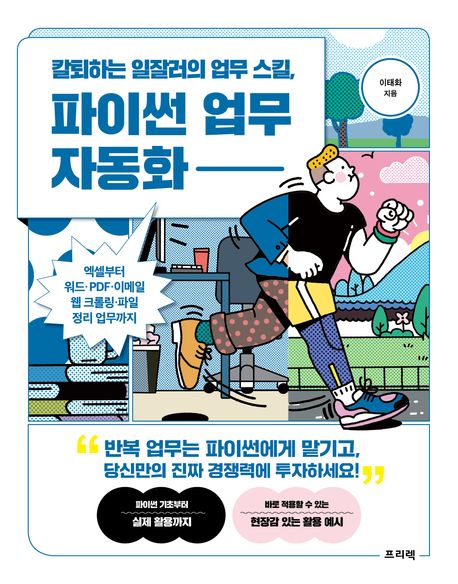 칼퇴하는 일잘러의 업무 스킬,
파이썬 업무
자동화
이태화
지음
엑셀부터
워드·PDF·이메일
웹 크롤링·파일
정리 업무까지
“반복 업무는 파이썬에게 맡기고,
당신만의 진짜 경쟁력에 투자하세요!”
파이썬 기초부터
실제 활용까지
바로 적용할 수 있는
현장감 있는 활용 예시
프리렉